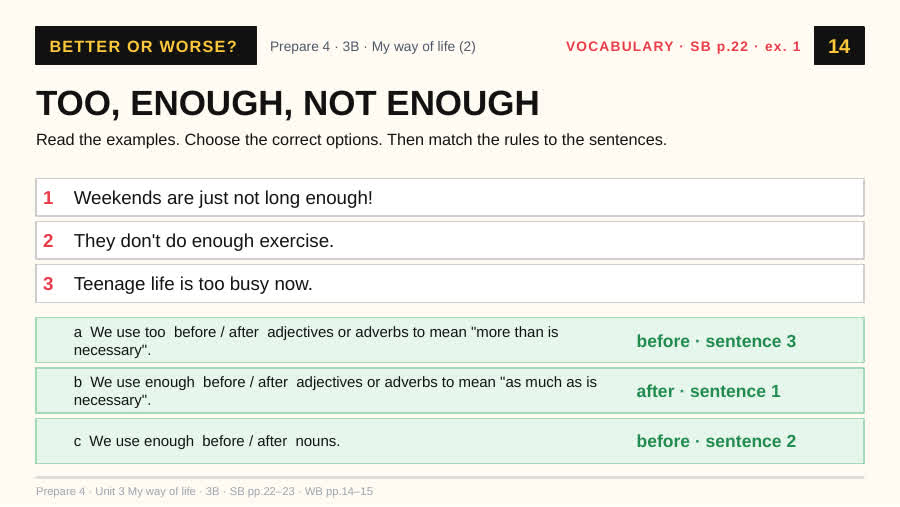 BETTER OR WORSE? Prepare 4 · 3B · My way of life (2) VOCABULARY · SB p.22 · ex. 1 14
TOO, ENOUGH, NOT ENOUGH
Read the examples. Choose the correct options. Then match the rules to the sentences.
1 Weekends are just not long enough!
2 They don't do enough exercise.
3 Teenage life is too busy now.
a We use too before / after adjectives or adverbs to mean "more than is
necessary".
before · sentence 3
b We use enough before / after adjectives or adverbs to mean "as much as is
necessary".
after · sentence 1
c We use enough before / after nouns.
before · sentence 2
Prepare 4 · Unit 3 My way of life · 3B · SB pp.22–23 · WB pp.14–15